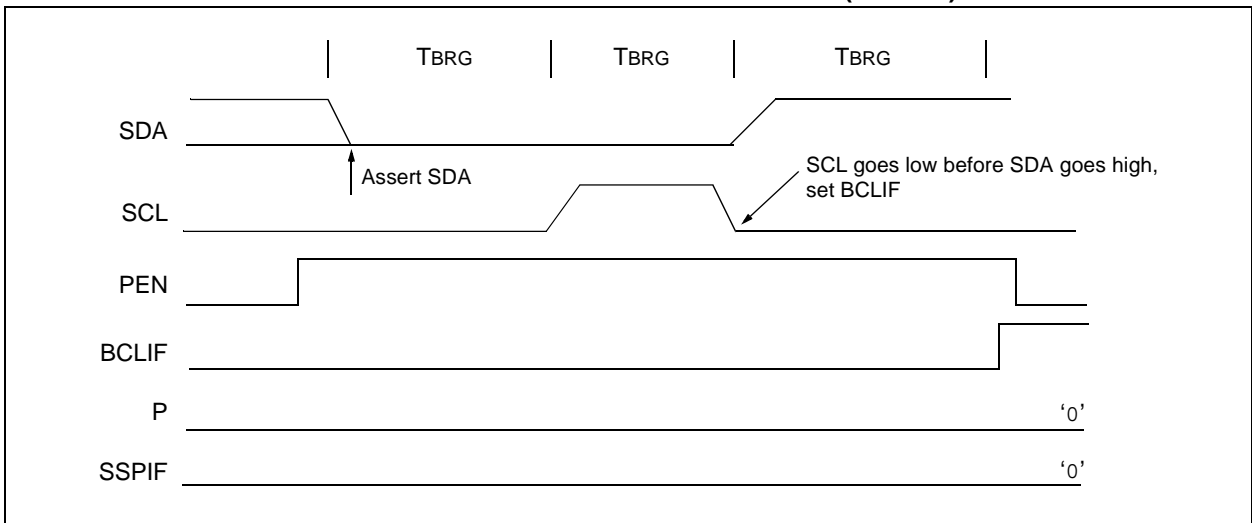 TBRG TBRG TBRG
SDA
Assert SDA
SCL goes low before SDA goes high,
set BCLIF
SCL
PEN
BCLIF
P '0'
SSPIF '0'